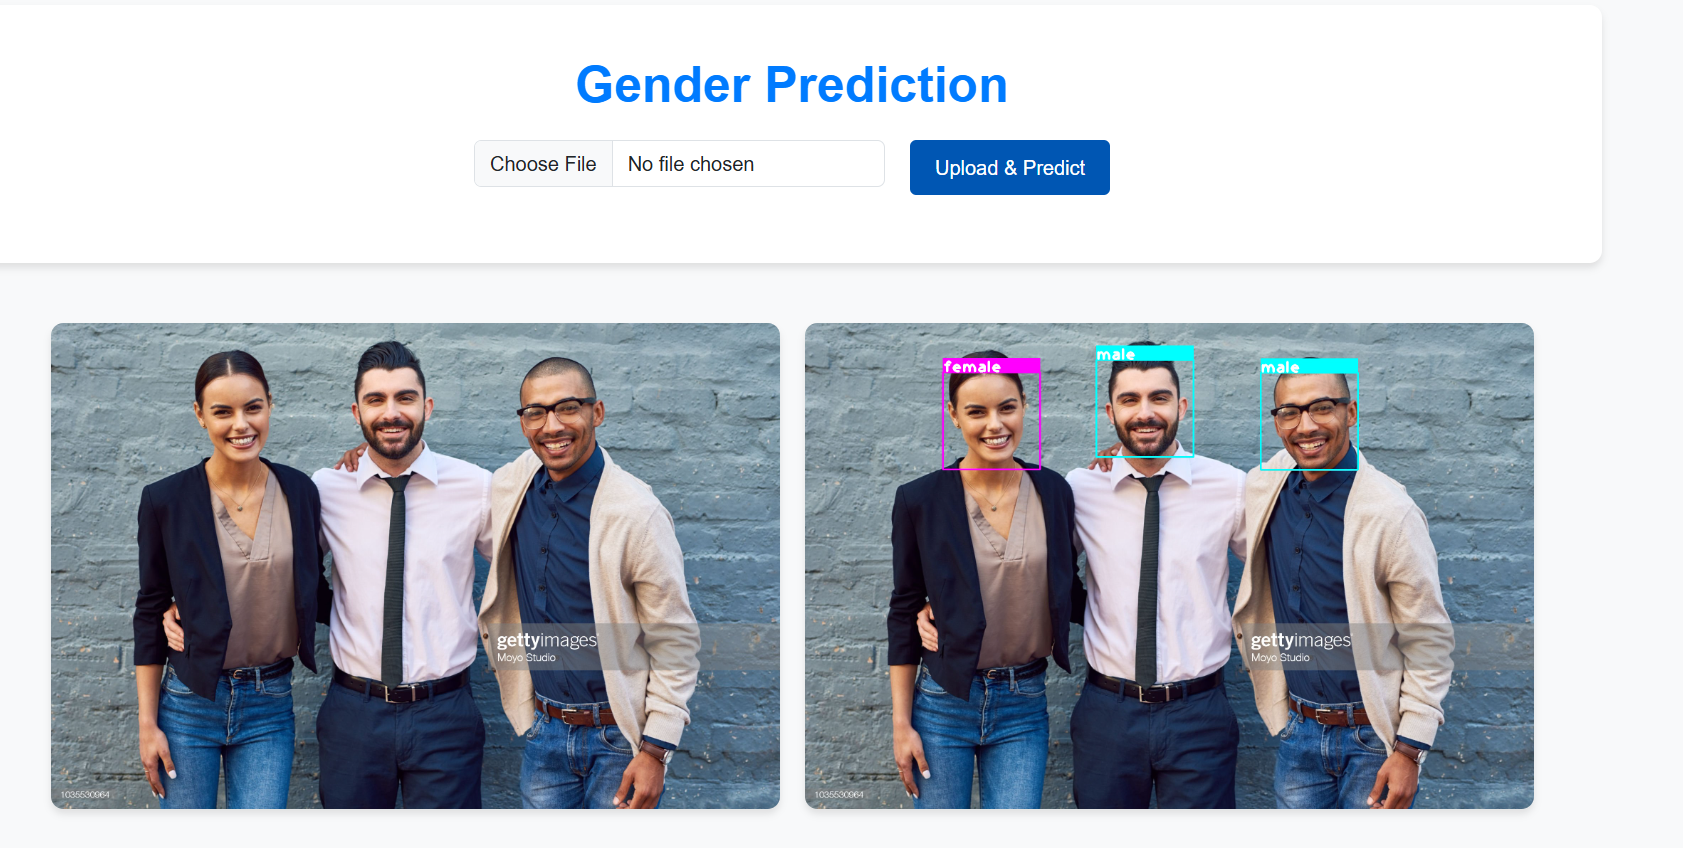 Gender Prediction
Choose File No file chosen
Upload & Predict
gettyimages
Moyo Studio
1035530964
female
male
male
gettyimages
Moyo Studio
1035530964